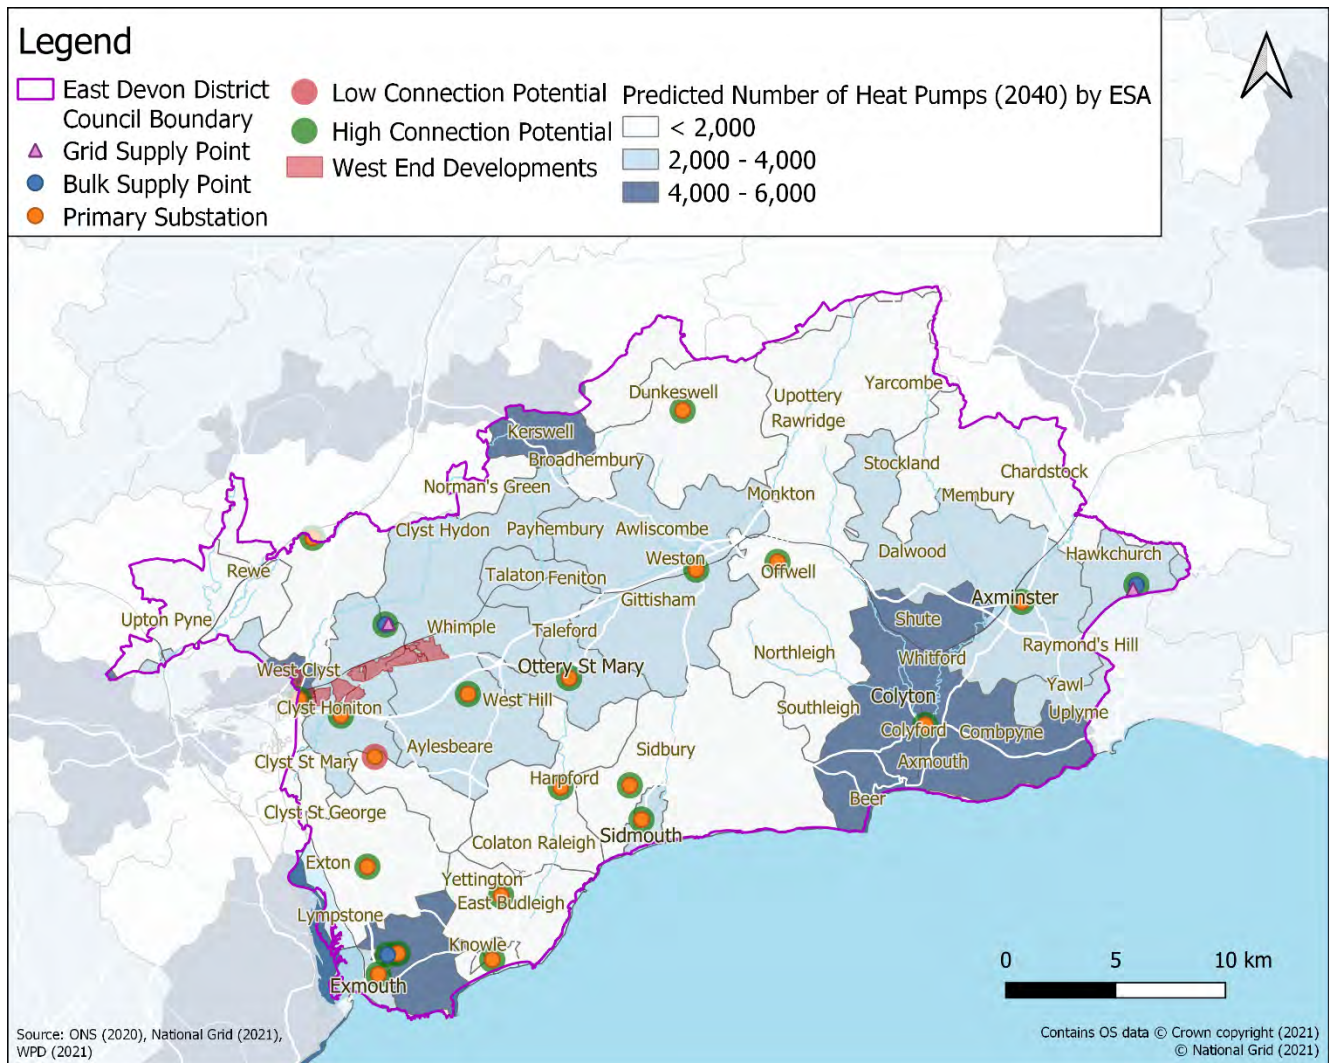 Legend
East Devon District
Council Boundary
Grid Supply Point
Bulk Supply Point
Primary Substation
Low Connection Potential
High Connection Potential
West End Developments
Predicted Number of Heat Pumps (2040) by ESA
< 2,000
2,000 - 4,000
4,000 - 6,000
Dunkeswell
Yarcombe
Upottery
Rawridge
Kerswell
Broadhembury
Stockland
Chardstock
Norman's Green
Monkton
Membury
Clyst Hydon
Payhembury
Awliscombe
Dalwood
Hawkchurch
Weston
Offwell
Rewe
Talaton
Feniton
Gittisham
Axminster
Upton Pyne
Whimple
Taleford
Shute
Raymond's Hill
Northleigh
Whitford
West Clyst
Ottery St Mary
Yawl
Clyst Honiton
West Hill
Southleigh
Colyton
Uplyme
Colyford
Combpyne
Aylesbeare
Sidbury
Clyst St Mary
Axmouth
Harpford
Beer
Clyst St George
Colaton Raleigh
Sidmouth
Exton
Yettington
East Budleigh
Lympstone
Knowle
Exmouth
0 5 10 km
Source: ONS (2020), National Grid (2021),
WPD (2021)
Contains OS data © Crown copyright (2021)
© National Grid (2021)